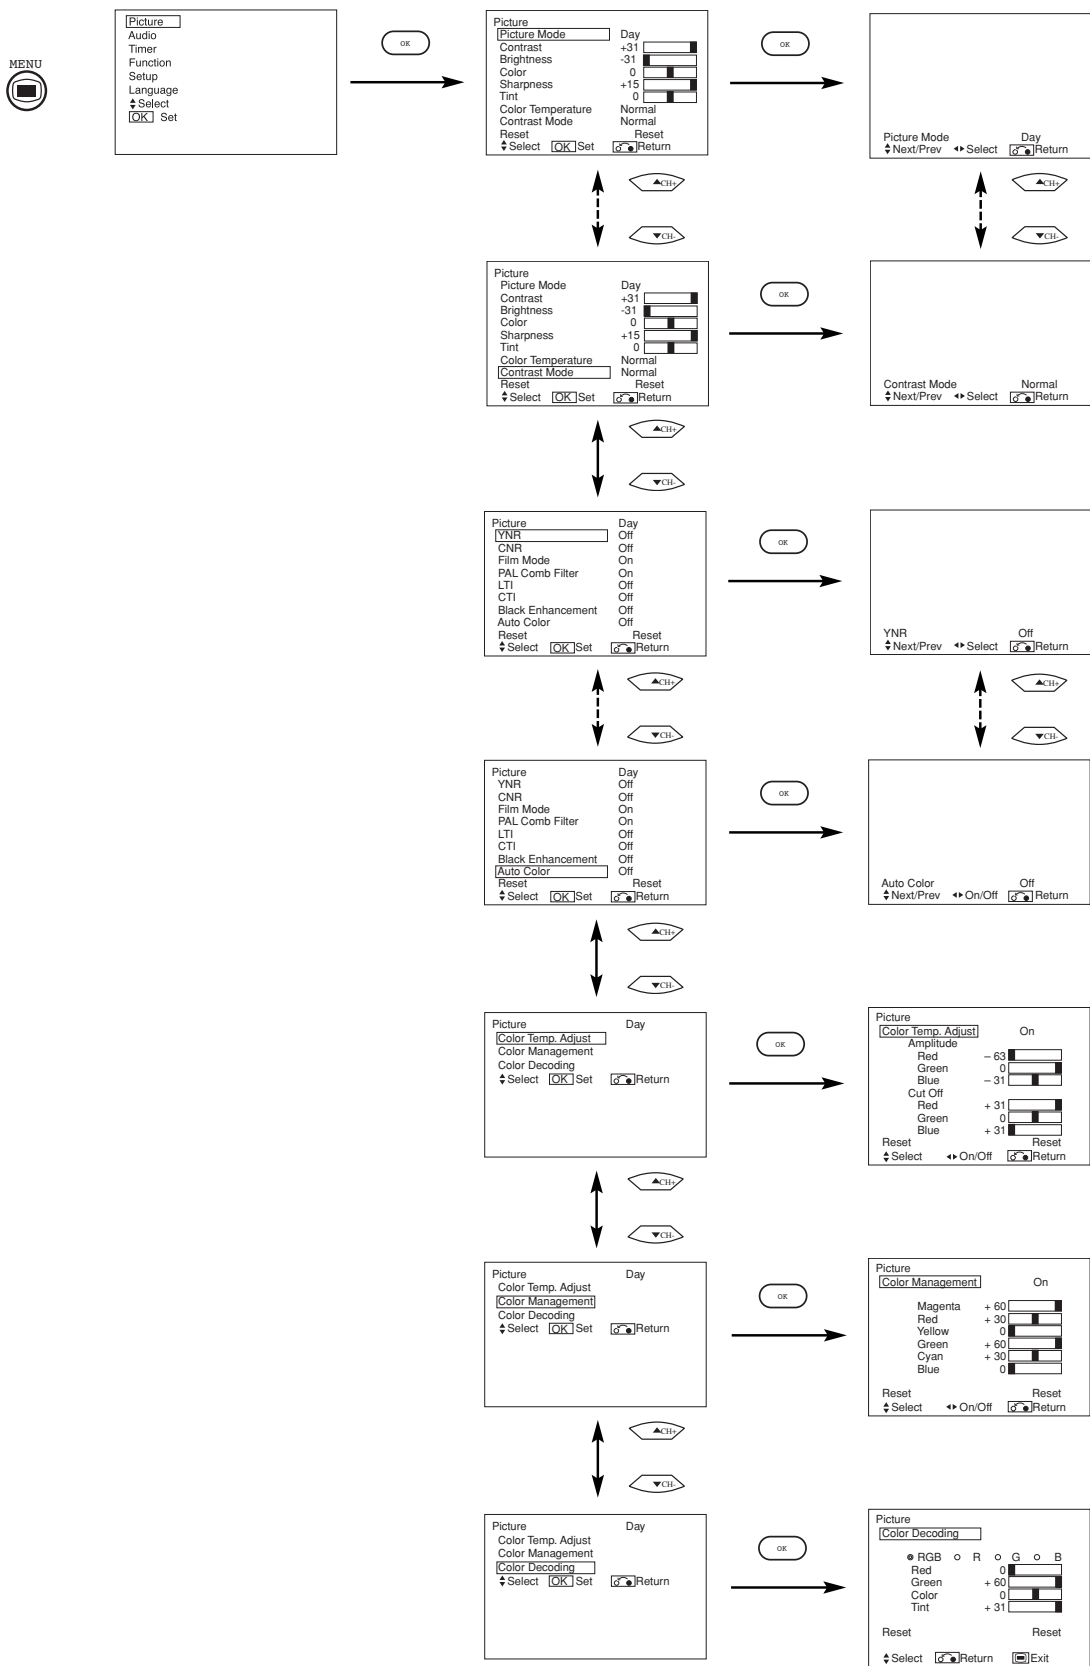 MENU
Picture
Audio
Timer
Function
Setup
Language
Select
OK Set
OK
Picture
Picture Mode Day
Contrast +31
Brightness -31
Color 0
Sharpness +15
Tint 0
Color Temperature Normal
Contrast Mode Normal
Reset Reset
Select OK Set Return
OK
Picture Mode Day
Next/Prev Select Return
CH+
CH-
CH+
CH-
Picture
Picture Mode Day
Contrast +31
Brightness -31
Color 0
Sharpness +15
Tint 0
Color Temperature Normal
Contrast Mode Normal
Reset Reset
Select OK Set Return
OK
Contrast Mode Normal
Next/Prev Select Return
CH+
CH-
Picture Day
YNR Off
CNR Off
Film Mode On
PAL Comb Filter On
LTI Off
CTI Off
Black Enhancement Off
Auto Color Off
Reset Reset
Select OK Set Return
OK
YNR Off
Next/Prev Select Return
CH+
CH-
CH+
CH-
Picture Day
YNR Off
CNR Off
Film Mode On
PAL Comb Filter On
LTI Off
CTI Off
Black Enhancement Off
Auto Color Off
Reset Reset
Select OK Set Return
OK
Auto Color Off
Next/Prev On/Off Return
CH+
CH-
Picture Day
Color Temp. Adjust
Color Management
Color Decoding
Select OK Set Return
OK
Picture
Color Temp. Adjust On
Amplitude
Red – 63
Green 0
Blue – 31
Cut Off
Red + 31
Green 0
Blue + 31
Reset Reset
Select On/Off Return
CH+
CH-
Picture Day
Color Temp. Adjust
Color Management
Color Decoding
Select OK Set Return
OK
Picture
Color Management On
Magenta + 60
Red + 30
Yellow 0
Green + 60
Cyan + 30
Blue 0
Reset Reset
Select On/Off Return
CH+
CH-
Picture Day
Color Temp. Adjust
Color Management
Color Decoding
Select OK Set Return
OK
Picture
Color Decoding
RGB R G B
Red 0
Green + 60
Color 0
Tint + 31
Reset Reset
Select Return Exit